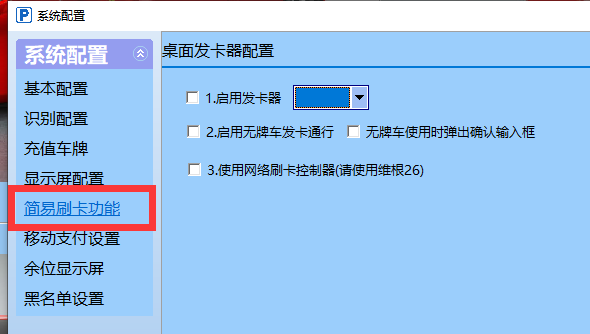 系统配置
系统配置
基本配置
识别配置
充值车牌
显示屏配置
简易刷卡功能
移动支付设置
余位显示屏
黑名单设置
桌面发卡器配置
1.启用发卡器
2.启用无牌车发卡通行 无牌车使用时弹出确认输入框
3.使用网络刷卡控制器(请使用维根26)